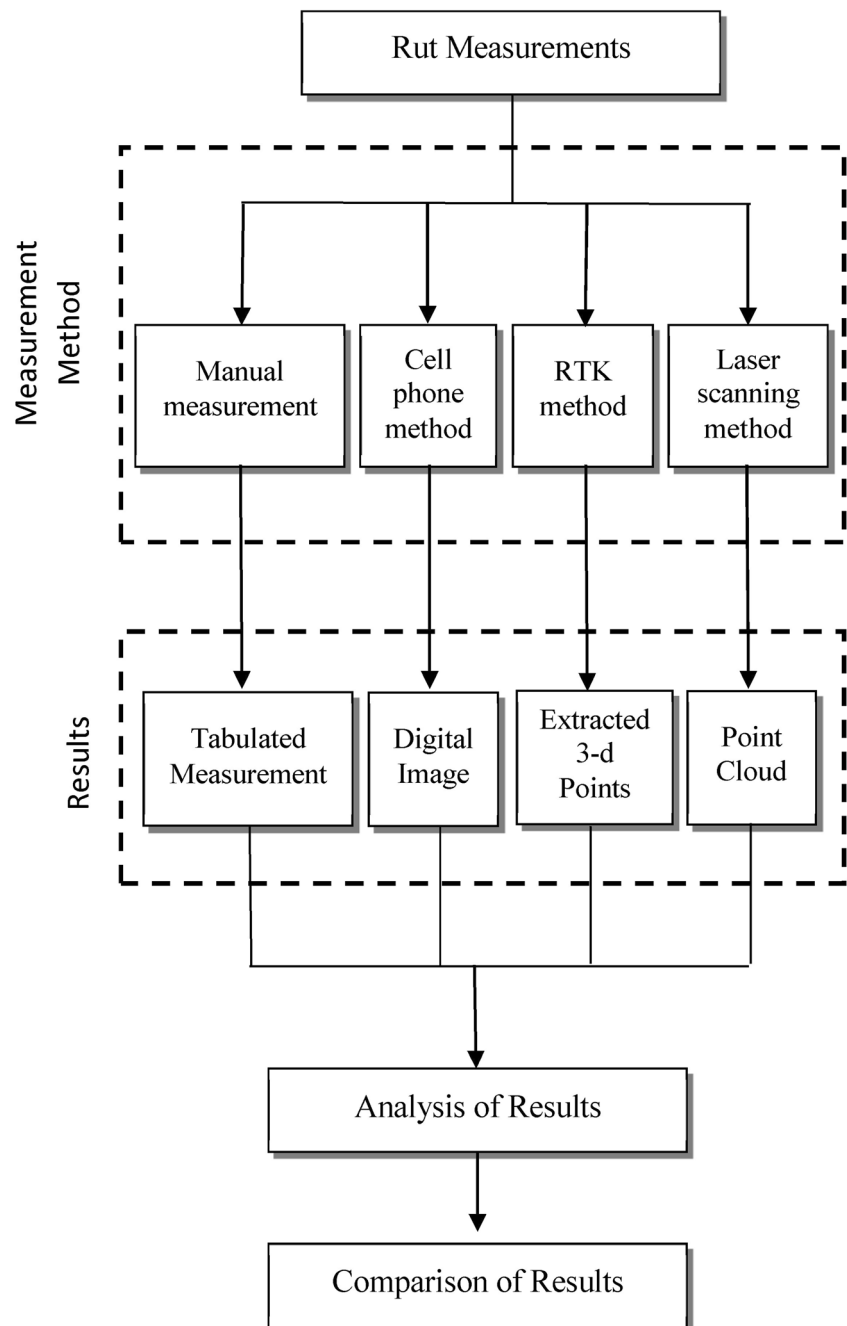 Rut Measurements
Measurement
Method
Manual
measurement
Cell
phone
method
RTK
method
Laser
scanning
method
Results
Tabulated
Measurement
Digital
Image
Extracted
3-d
Points
Point
Cloud
Analysis of Results
Comparison of Results